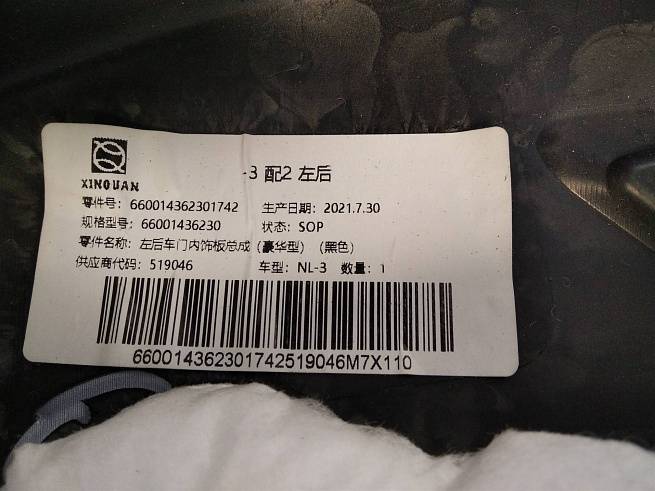 -3 配2 左后
XINQUAN
零件号: 660014362301742 生产日期: 2021.7.30
规格型号: 66001436230 状态: SOP
零件名称: 左后车门内饰板总成 (豪华型) (黑色)
供应商代码: 519046 车型: NL-3 数量: 1
660014362301742519046M7X110